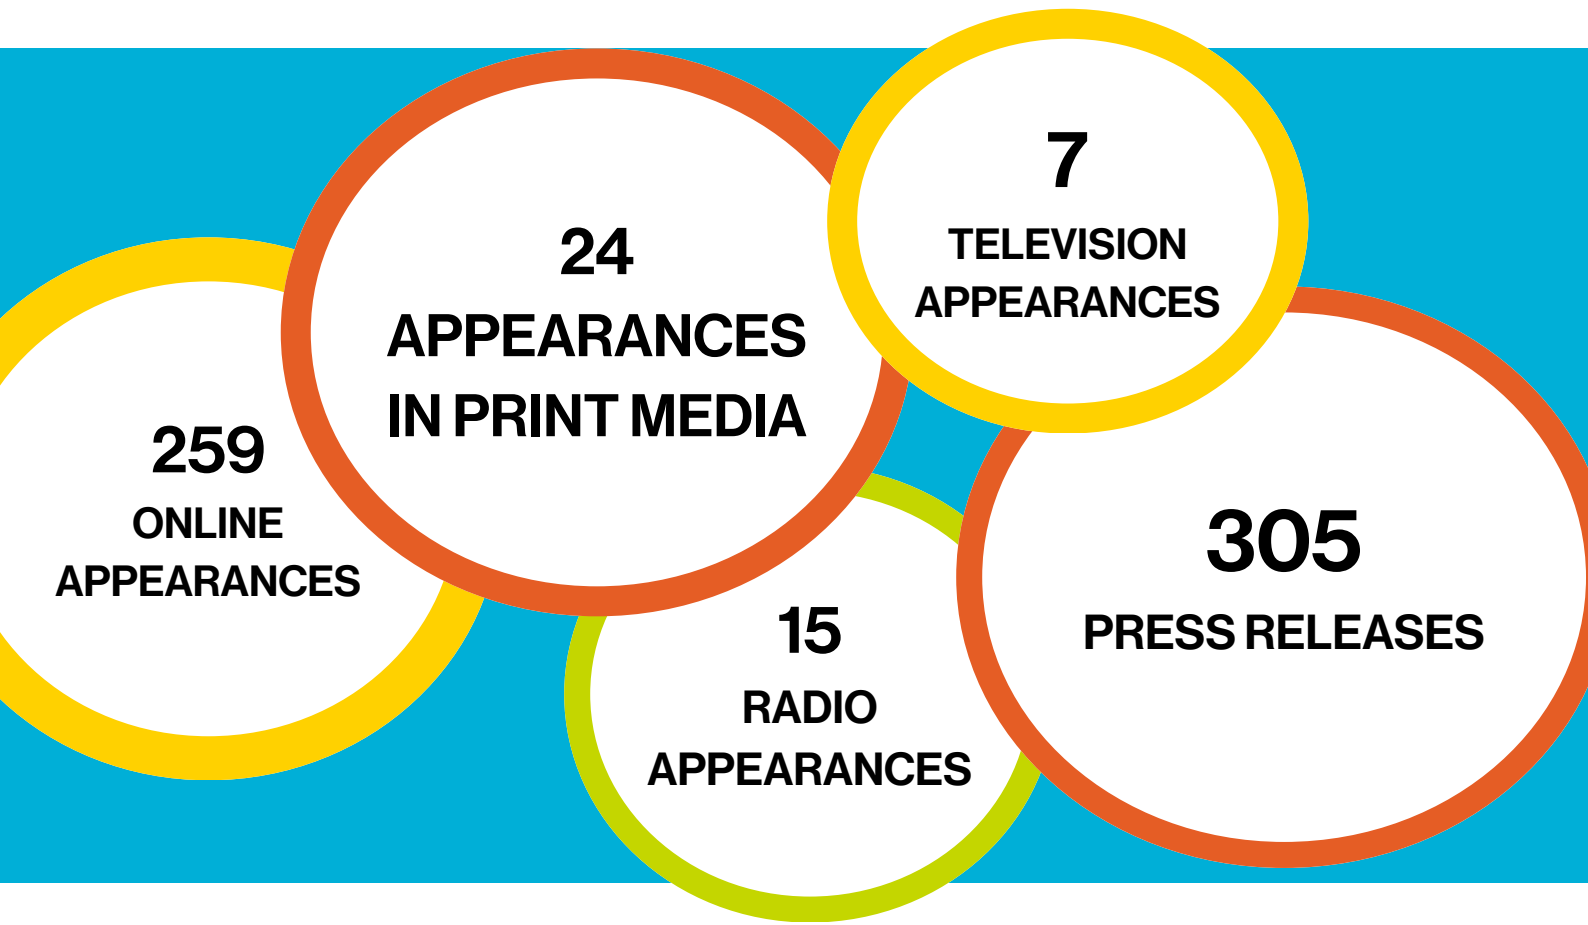 259
ONLINE
APPEARANCES
24
APPEARANCES
IN PRINT MEDIA
7
TELEVISION
APPEARANCES
15
RADIO
APPEARANCES
305
PRESS RELEASES